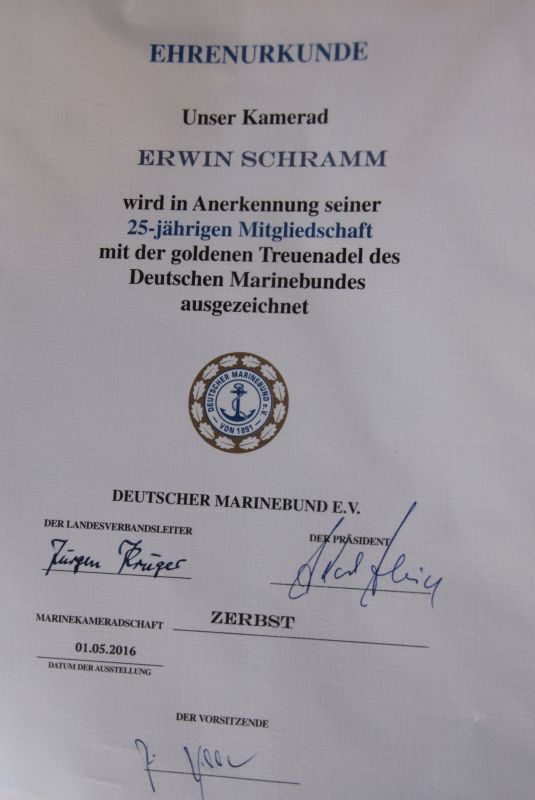 EHRENURKUNDE
Unser Kamerad
ERWIN SCHRAMM
wird in Anerkennung seiner
25-jährigen Mitgliedschaft
mit der goldenen Treuenadel des
Deutschen Marinebundes
ausgezeichnet
DEUTSCHER MARINEBUND e.V.
VON 1891
DEUTSCHER MARINEBUND E.V.
DER LANDESVERBANDSLEITER
DER PRÄSIDENT
Jürgen Krüger
MARINEKAMERADSCHAFT
ZERBST
01.05.2016
DATUM DER AUSSTELLUNG
DER VORSITZENDE